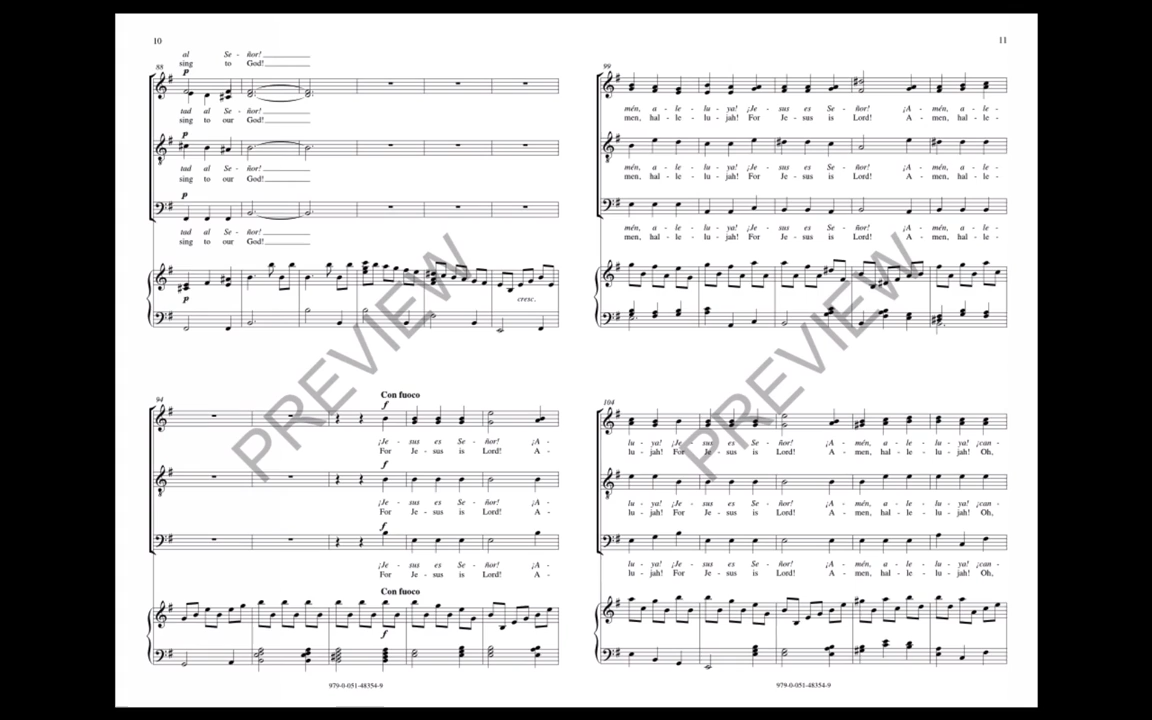 10
al Se - ñor!
sing to God!
88
p
tad al Se - ñor!
sing to our God!
p
tad al Se - ñor!
sing to our God!
p
tad al Se - ñor!
sing to our God!
p
cresc.
PREVIEW
94
Con fuoco
f
¡Je - sus es Se - ñor! ¡A -
For Je - sus is Lord! A -
f
¡Je - sus es Se - ñor! ¡A -
For Je - sus is Lord! A -
f
¡Je - sus es Se - ñor! ¡A -
For Je - sus is Lord! A -
Con fuoco
f
979-0-051-48354-9
11
99
mén, a - le - lu - ya! ¡Je - sus es Se - ñor! ¡A - mén, a - le -
men, hal - le - lu - jah! For Je - sus is Lord! A - men, hal - le -
mén, a - le - lu - ya! ¡Je - sus es Se - ñor! ¡A - mén, a - le -
men, hal - le - lu - jah! For Je - sus is Lord! A - men, hal - le -
mén, a - le - lu - ya! ¡Je - sus es Se - ñor! ¡A - mén, a - le -
men, hal - le - lu - jah! For Je - sus is Lord! A - men, hal - le -
PREVIEW
104
lu - ya! ¡Je - sus es Se - ñor! ¡A - mén, a - le - lu - ya! ¡can -
lu - jah! For Je - sus is Lord! A - men, hal - le - lu - jah! Oh,
lu - ya! ¡Je - sus es Se - ñor! ¡A - mén, a - le - lu - ya! ¡can -
lu - jah! For Je - sus is Lord! A - men, hal - le - lu - jah! Oh,
lu - ya! ¡Je - sus es Se - ñor! ¡A - mén, a - le - lu - ya! ¡can -
lu - jah! For Je - sus is Lord! A - men, hal - le - lu - jah! Oh,
979-0-051-48354-9